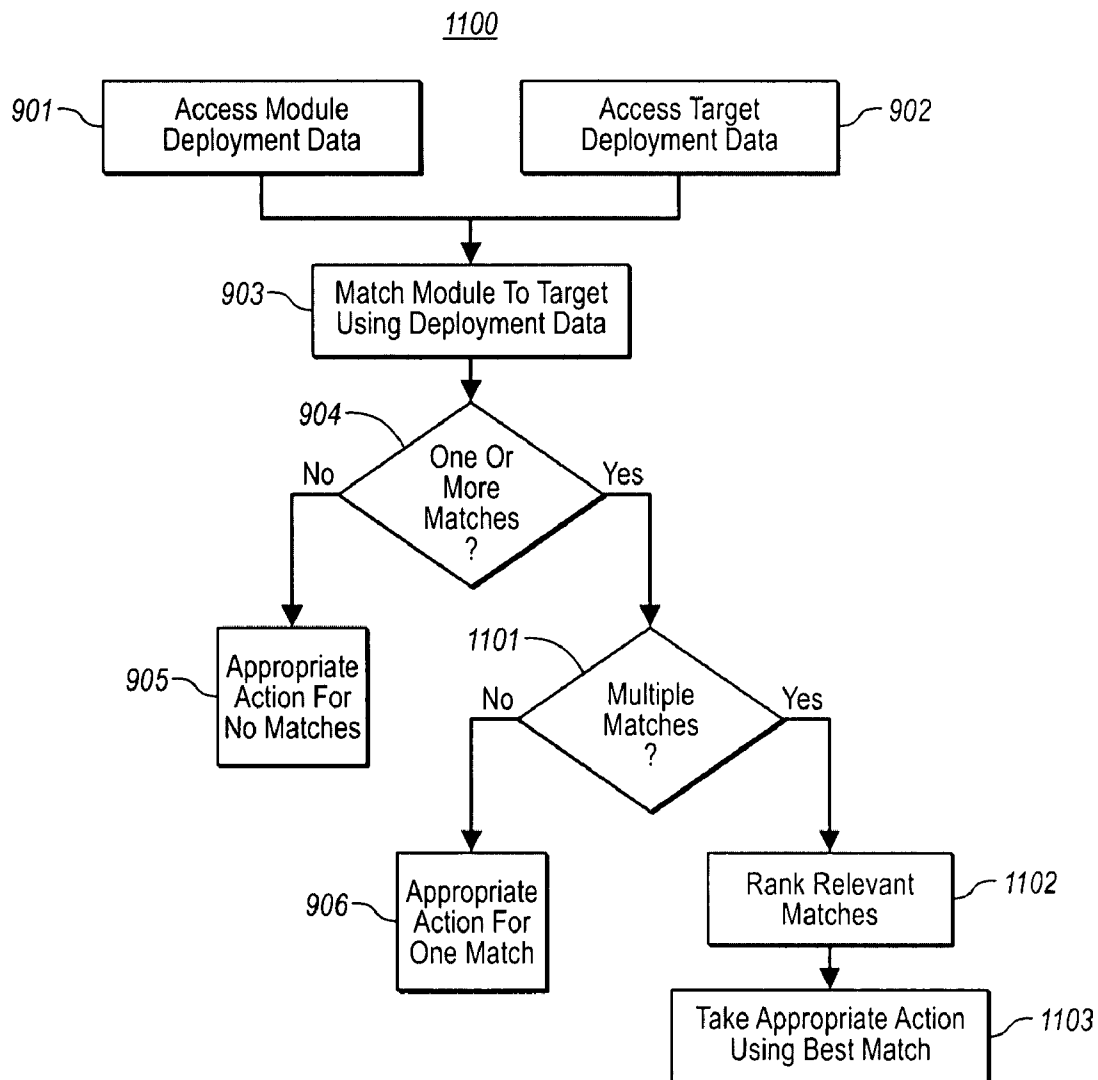 1100
901
Access Module
Deployment Data
Access Target
Deployment Data
902
903
Match Module To Target
Using Deployment Data
904
No
One Or
More
Matches
?
Yes
905
Appropriate
Action For
No Matches
1101
No
Multiple
Matches
?
Yes
906
Appropriate
Action For
One Match
Rank Relevant
Matches
1102
Take Appropriate Action
Using Best Match
1103